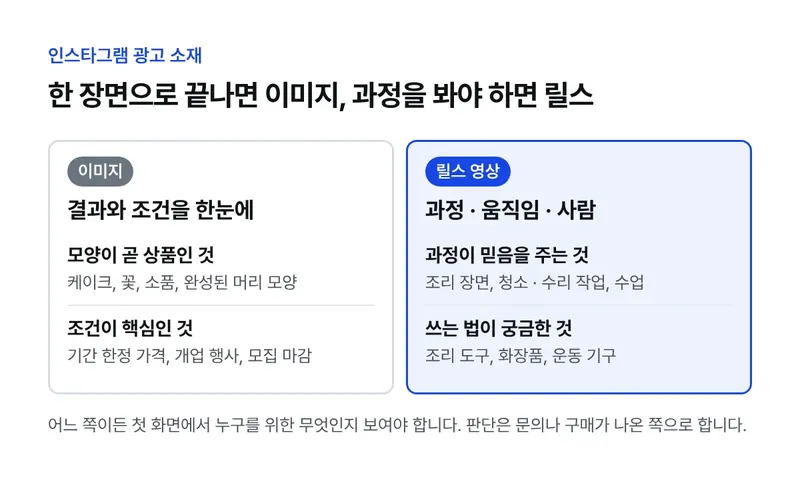 인스타그램 광고 소재
한 장면으로 끝나면 이미지, 과정을 봐야 하면 릴스
이미지
결과와 조건을 한눈에
모양이 곧 상품인 것
케이크, 꽃, 소품, 완성된 머리 모양
조건이 핵심인 것
기간 한정 가격, 개업 행사, 모집 마감
릴스 영상
과정 · 움직임 · 사람
과정이 믿음을 주는 것
조리 장면, 청소 · 수리 작업, 수업
쓰는 법이 궁금한 것
조리 도구, 화장품, 운동 기구
어느 쪽이든 첫 화면에서 누구를 위한 무엇인지 보여야 합니다. 판단은 문의나 구매가 나온 쪽으로 합니다.